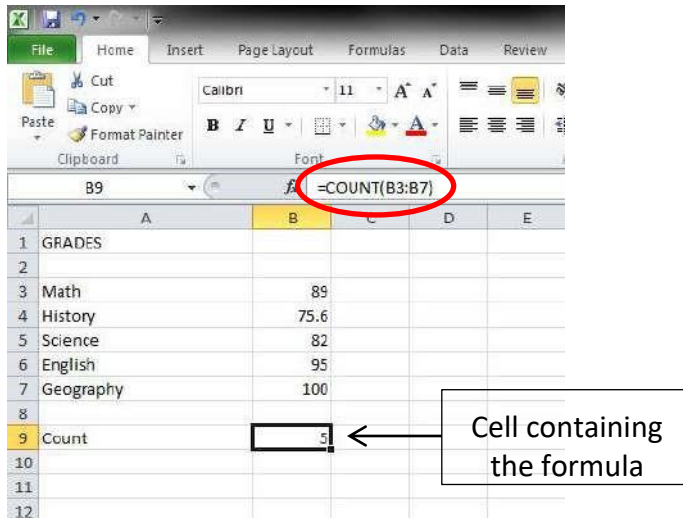 File Home Insert Page Layout Formulas Data Review
Cut
Calibri 11 A A
Copy
Paste
Format Painter
B I U A
Clipboard Font
B9 fx =COUNT(B3:B7)
A B C D E
1 GRADES
2
3 Math 89
4 History 75.6
5 Science 82
6 English 95
7 Geography 100
8
9 Count 5
10
11
12
Cell containing
the formula